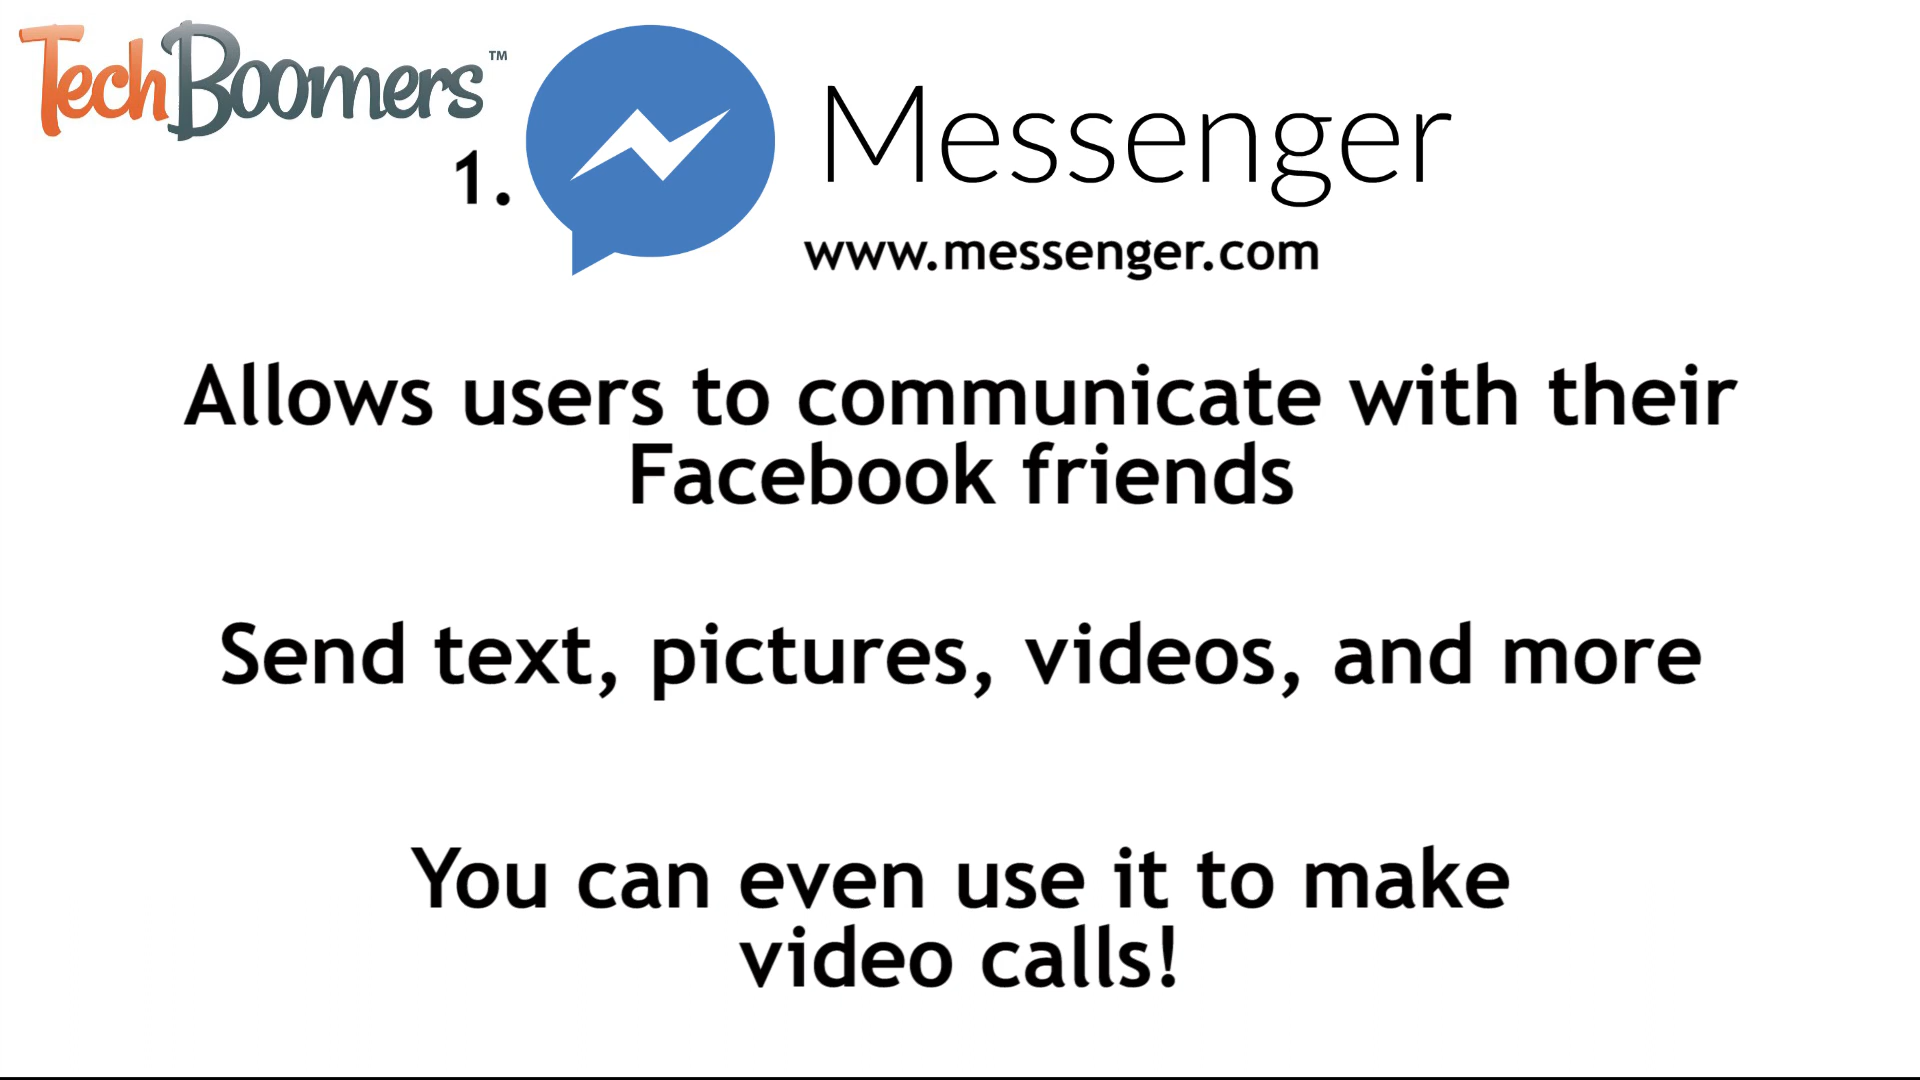 TechBoomers™
1. Messenger
www.messenger.com
Allows users to communicate with their
Facebook friends
Send text, pictures, videos, and more
You can even use it to make
video calls!